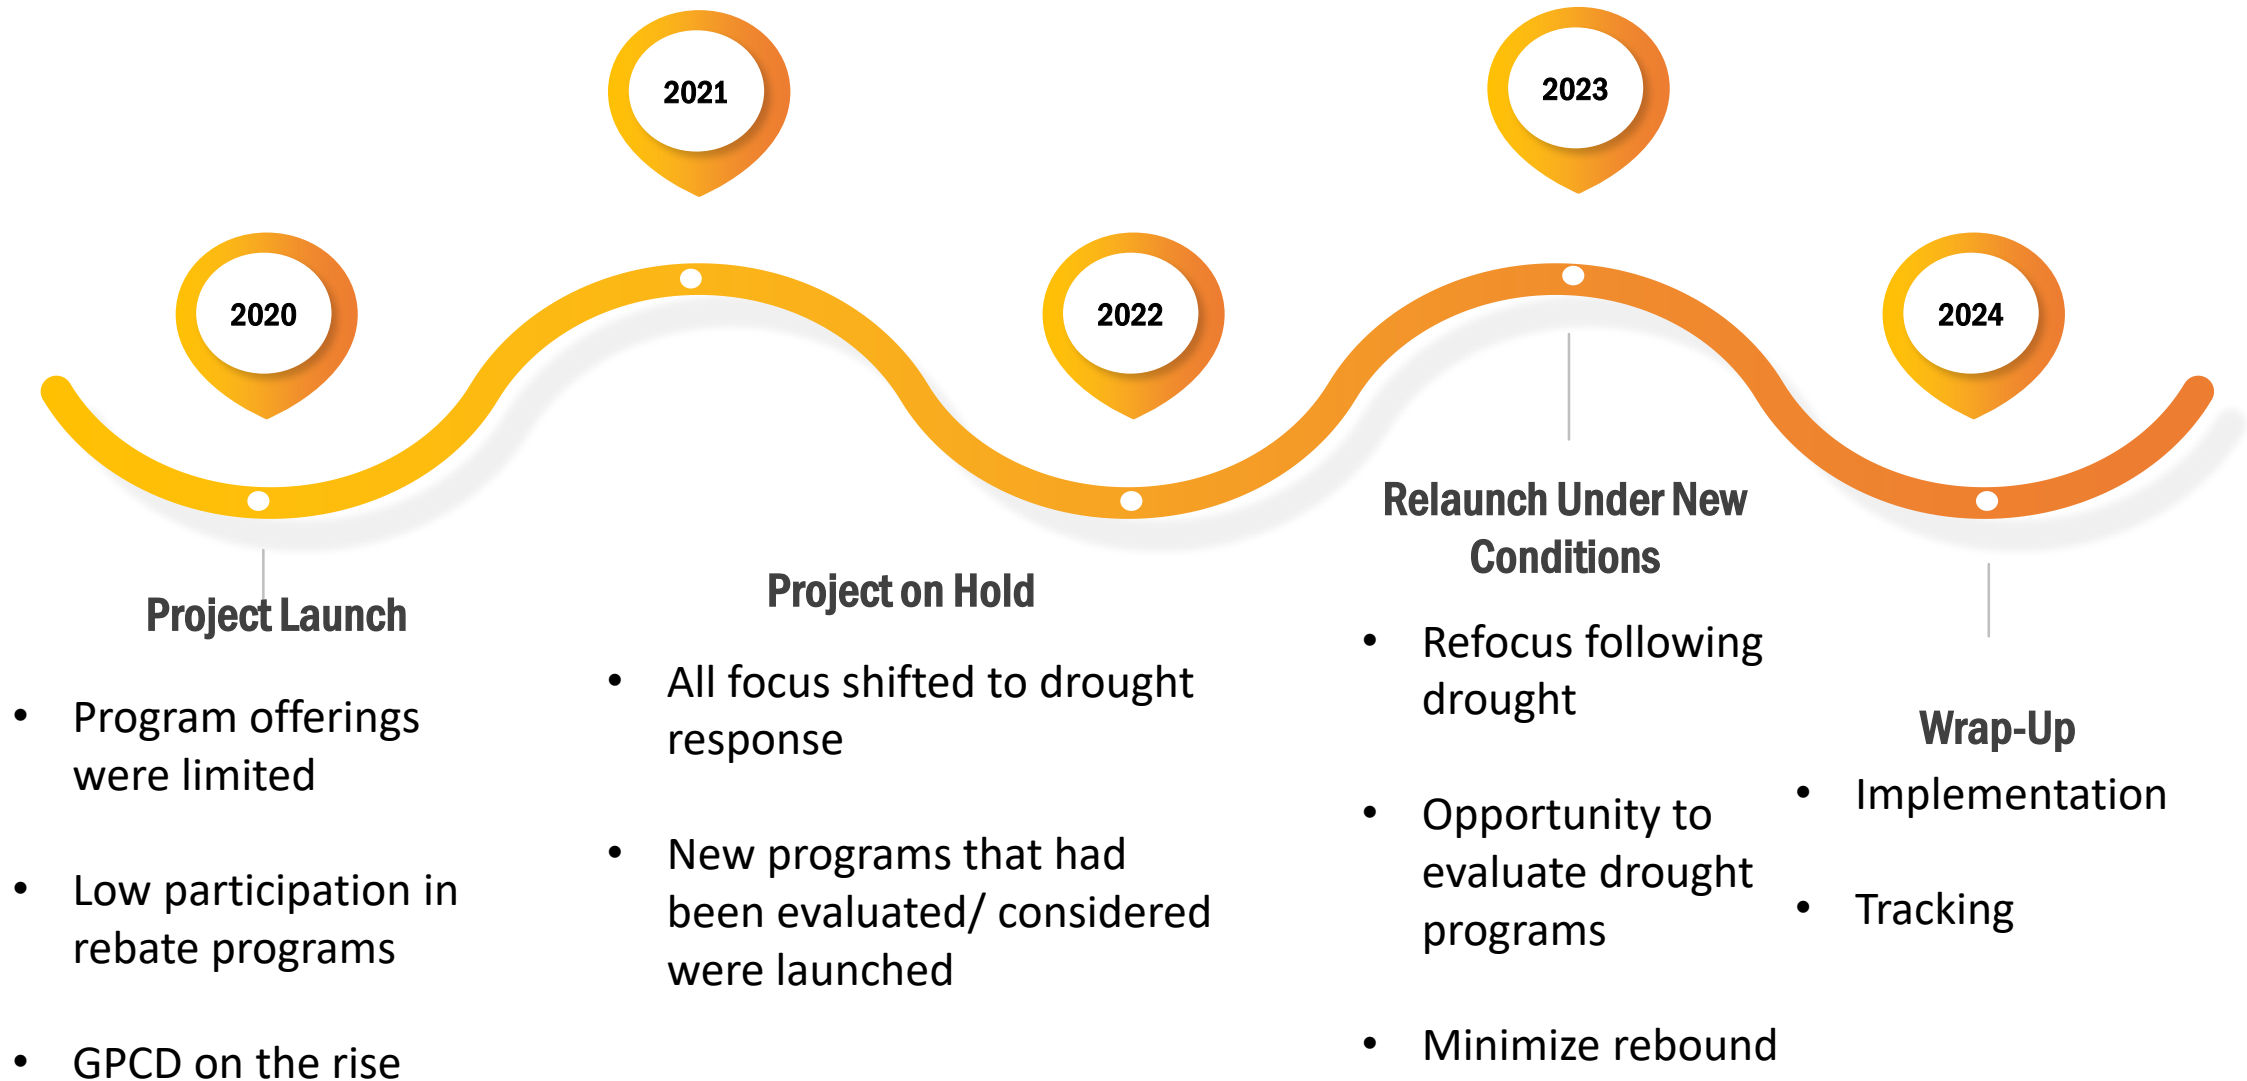 2021
2023
2020
2022
2024
Project Launch
• Program offerings
were limited
• Low participation in
rebate programs
• GPCD on the rise
Project on Hold
• All focus shifted to drought
response
• New programs that had
been evaluated/ considered
were launched
Relaunch Under New
Conditions
• Refocus following
drought
• Opportunity to
evaluate drought
programs
• Minimize rebound
Wrap-Up
• Implementation
• Tracking